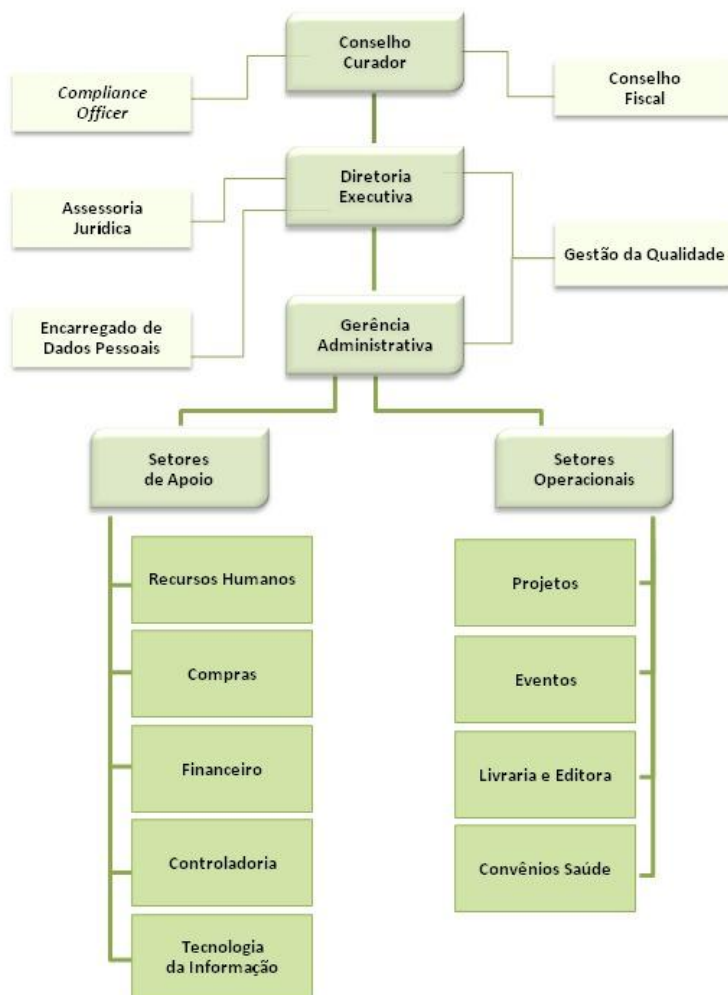 Conselho
Curador
Compliance
Officer
Conselho
Fiscal
Diretoria
Executiva
Assessoria
Jurídica
Gestão da Qualidade
Encarregado de
Dados Pessoais
Gerência
Administrativa
Setores
de Apoio
Setores
Operacionais
Recursos Humanos
Compras
Financeiro
Controladoria
Tecnologia
da Informação
Projetos
Eventos
Livraria e Editora
Convênios Saúde